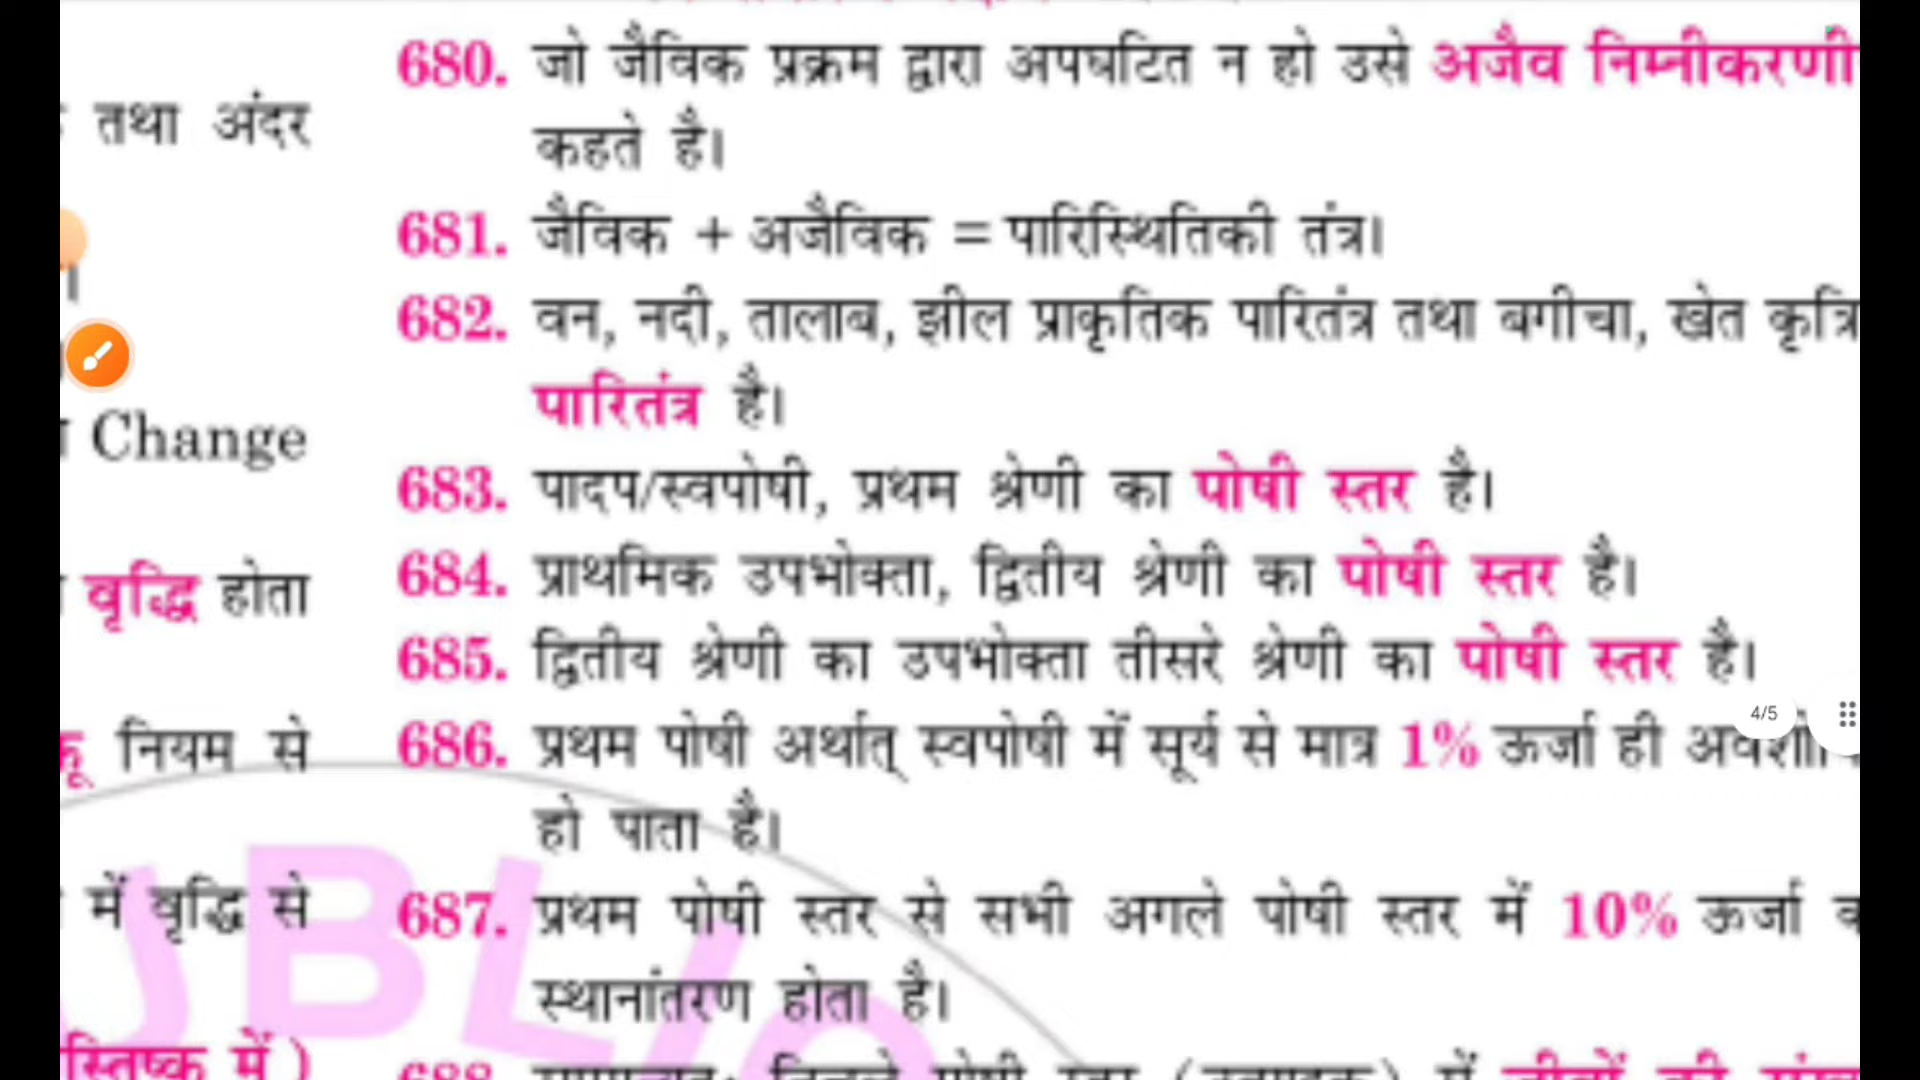 तथा अंदर
।
Change
वृद्धि होता
नियम से
में वृद्धि से
में )
680. जो जैविक प्रक्रम द्वारा अपघटित न हो उसे अजैव
कहते है।
681. जैविक + अजैविक = पारिस्थितिकी तंत्र।
682. वन, नदी, तालाब, झील प्राकृतिक पारितंत्र तथा बगीचा, खेत
पारितंत्र है।
683. पादप/स्वपोषी, प्रथम श्रेणी का पोषी स्तर है।
684. प्राथमिक उपभोक्ता, द्वितीय श्रेणी का पोषी स्तर है।
685. द्वितीय श्रेणी का उपभोक्ता तीसरे श्रेणी का पोषी स्तर है।
4/5
686. प्रथम पोषी अर्थात् स्वपोषी में सूर्य से मात्र 1% ऊर्जा ही
हो पाता है।
687. प्रथम पोषी स्तर से सभी अगले पोषी स्तर में 10% ऊर्जा
स्थानांतरण होता है।